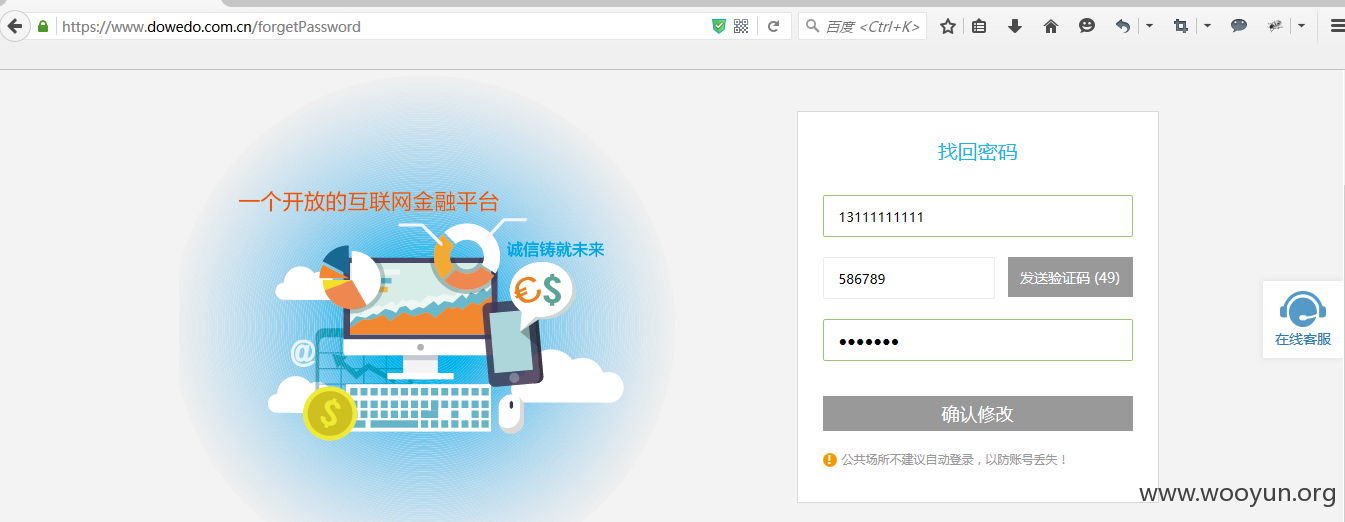 https://www.dowedo.com.cn/forgetPassword
百度 <Ctrl+K>
找回密码
一个开放的互联网金融平台
13111111111
诚信铸就未来
586789
发送验证码 (49)
€$
在线客服
•••••••
@
$
确认修改
公共场所不建议自动登录，以防账号丢失！
www.wooyun.org